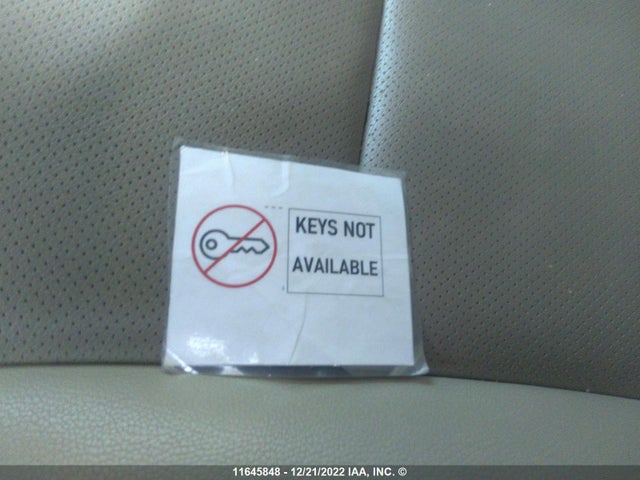 KEYS NOT
AVAILABLE
11645848 - 12/21/2022 IAA, INC. ©